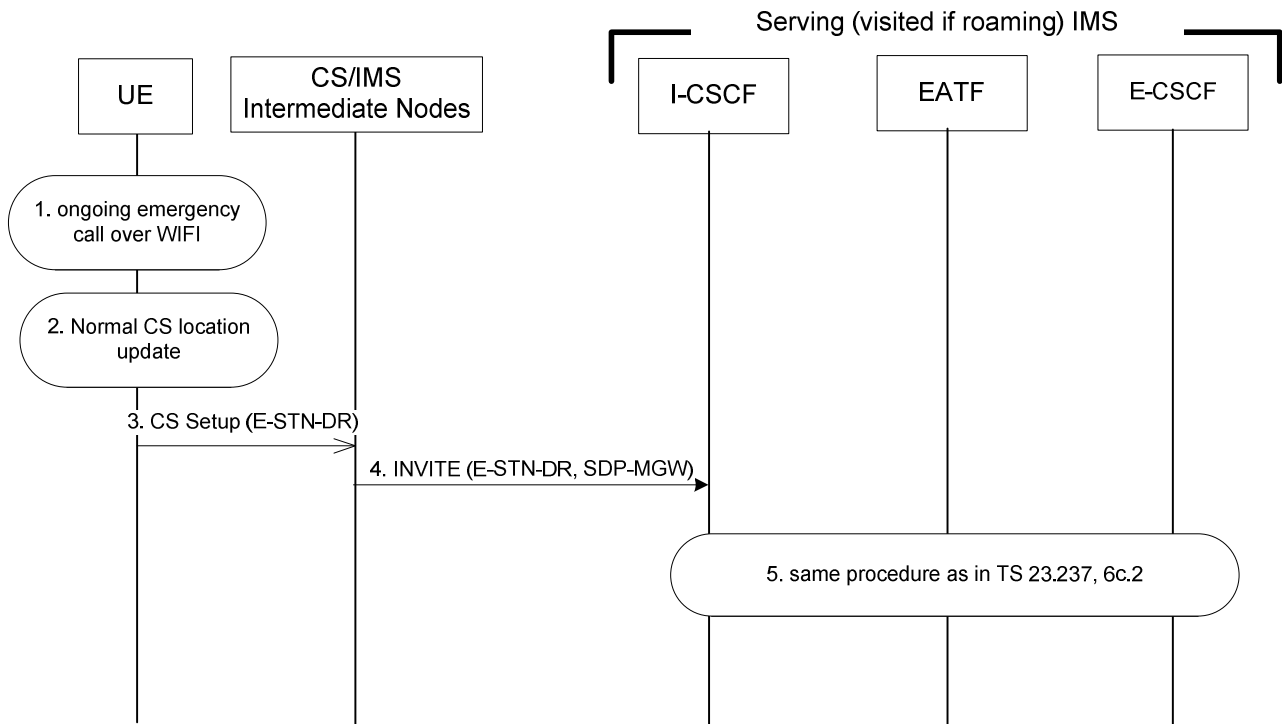 Serving (visited if roaming) IMS
UE
CS/IMS
Intermediate Nodes
I-CSCF
EATF
E-CSCF
1. ongoing emergency
call over WIFI
2. Normal CS location
update
3. CS Setup (E-STN-DR)
4. INVITE (E-STN-DR, SDP-MGW)
5. same procedure as in TS 23.237, 6c.2